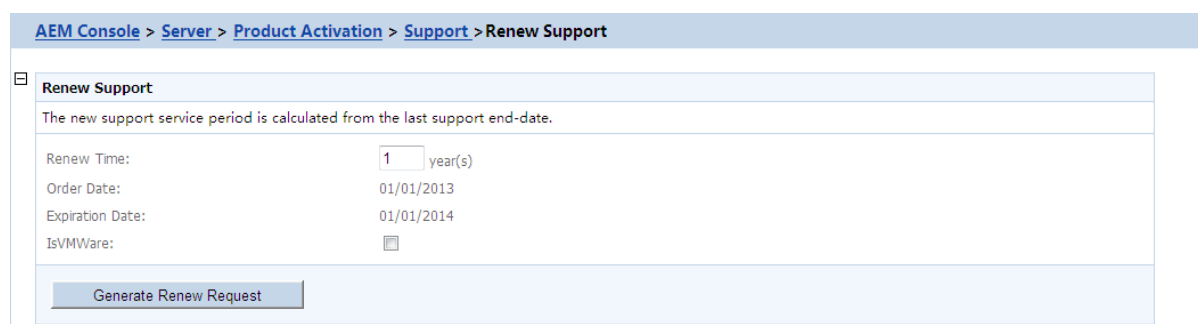 AEM Console > Server > Product Activation > Support >Renew Support
Renew Support
The new support service period is calculated from the last support end-date.
Renew Time: 1 year(s)
Order Date: 01/01/2013
Expiration Date: 01/01/2014
IsVMWare:
Generate Renew Request